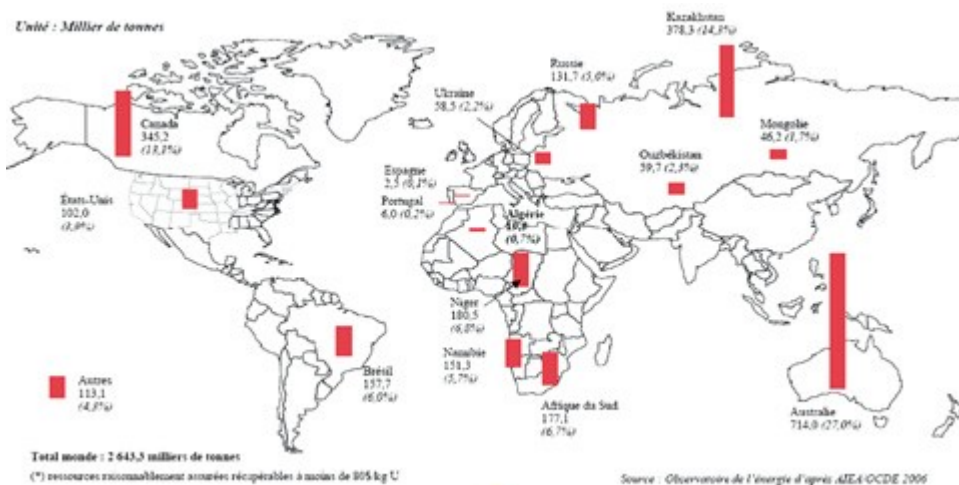 Unité : Millier de tonnes
Kazakhstan
378,3 (14,3%)
Russie
131,7 (5,0%)
Ukraine
58,5 (2,2%)
Canada
345,2
(13,1%)
Mongolie
46,2 (1,7%)
Ouzbékistan
59,7 (2,3%)
Espagne
2,5 (0,1%)
États-Unis
102,0
(3,9%)
Portugal
6,0 (0,2%)
Algérie
(0,7%)
Niger
180,5
(6,8%)
Namibie
151,3
(5,7%)
Brésil
157,7
(6,0%)
Autres
113,1
(4,3%)
Afrique du Sud
177,1
(6,7%)
Australie
714,0 (27,0%)
Total monde : 2 643,3 milliers de tonnes
(*) ressources raisonnablement assurées récupérables à moins de 80$/kg U
Source : Observatoire de l'énergie d'après AIEA/OCDE 2006